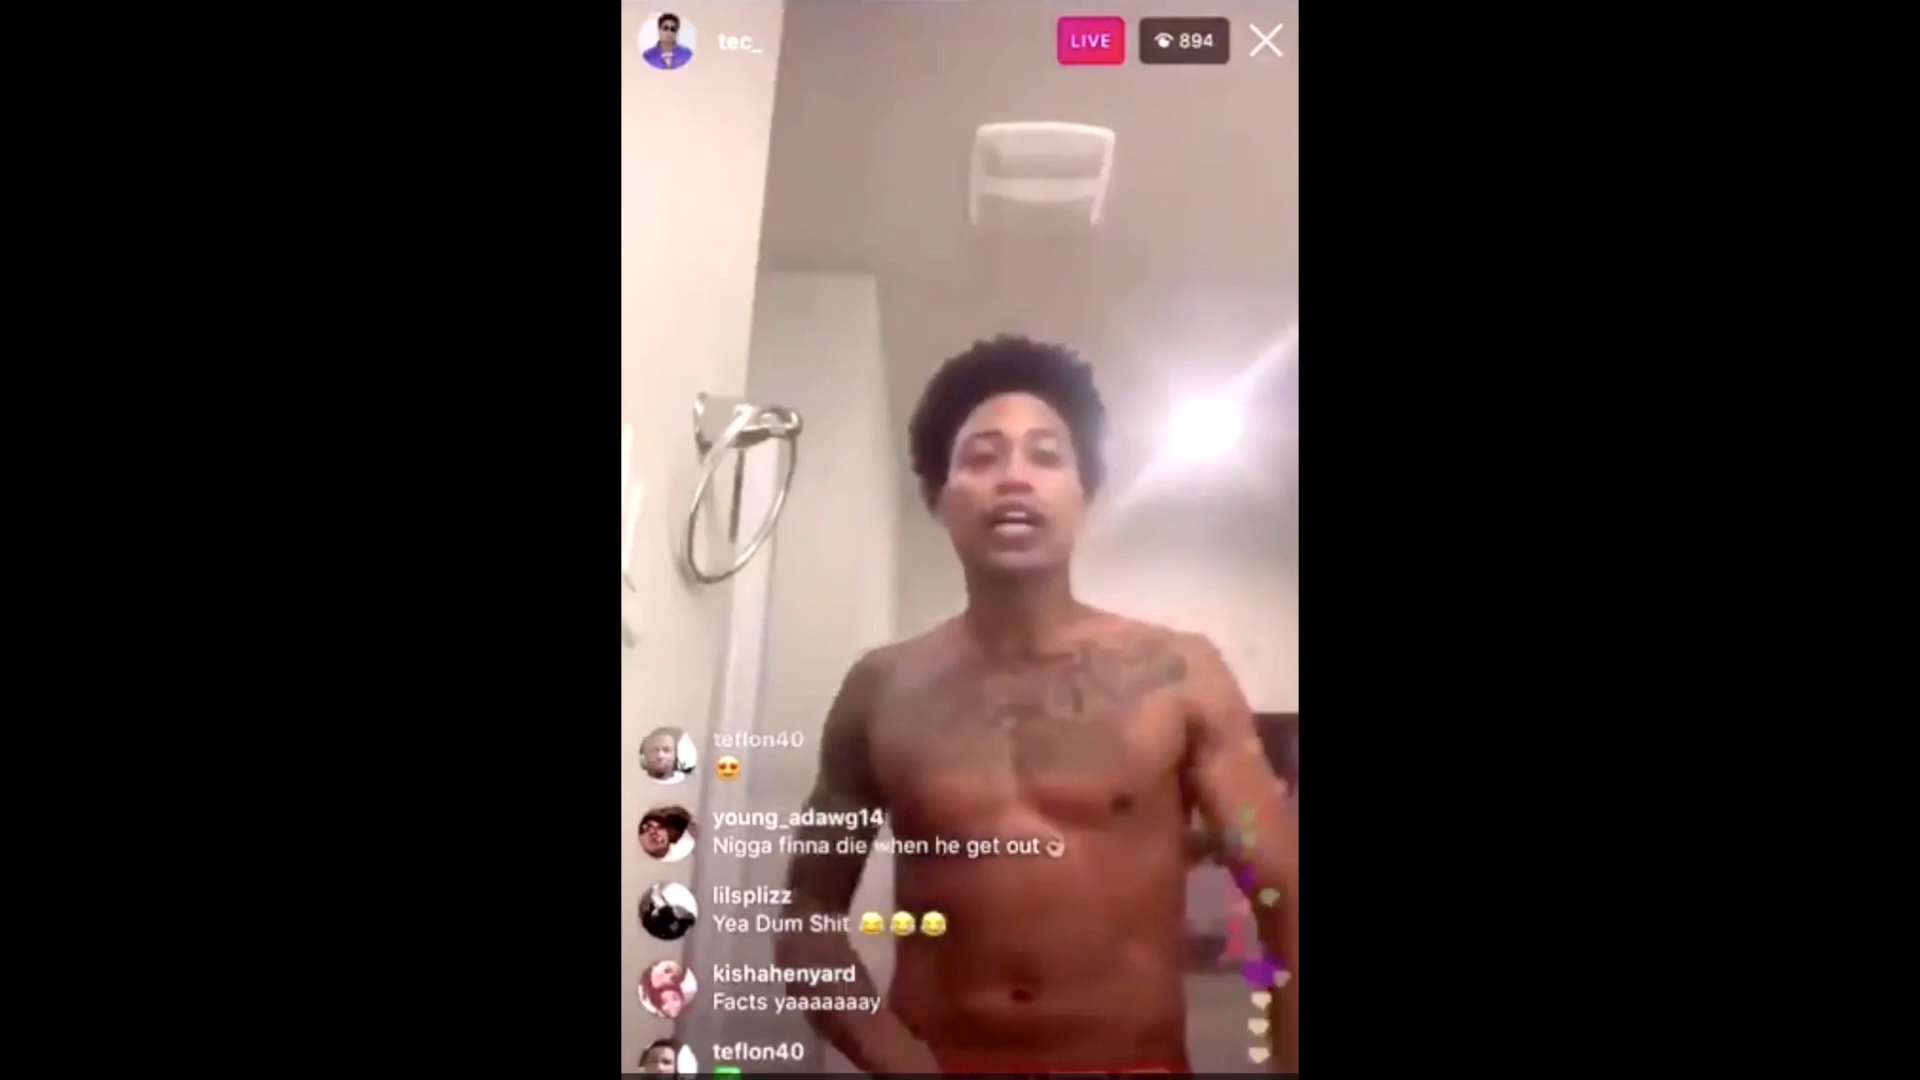 tec_
LIVE
894
teflon40
😍
young_adawg14
Nigga finna die when he get out👌🏽
lilsplizz
Yea Dum Shit 😂😂😂
kishahenyard
Facts yaaaaaaay
teflon40